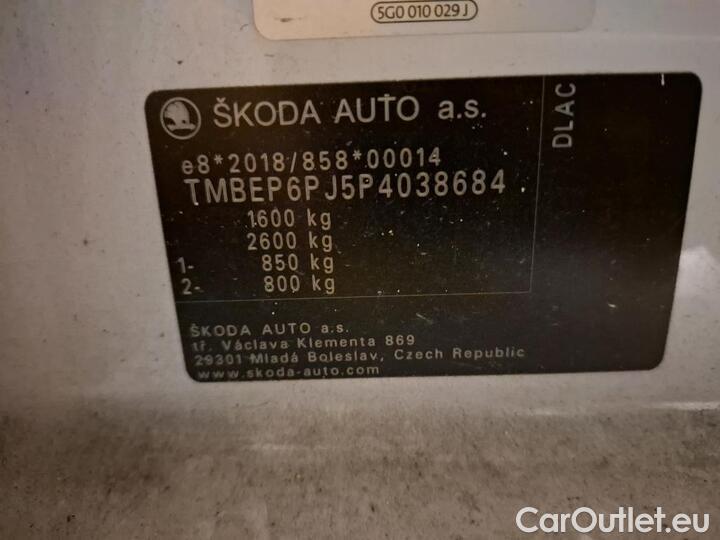 5G0 010 029 J
ŠKODA AUTO a.s.
DLAC
e8*2018/858*00014
TMBEP6PJ5P4038684
1600 kg
2600 kg
1- 850 kg
2- 800 kg
ŠKODA AUTO a.s.
tř. Václava Klementa 869
29301 Mladá Boleslav, Czech Republic
www.skoda-auto.com
CarOutlet.eu